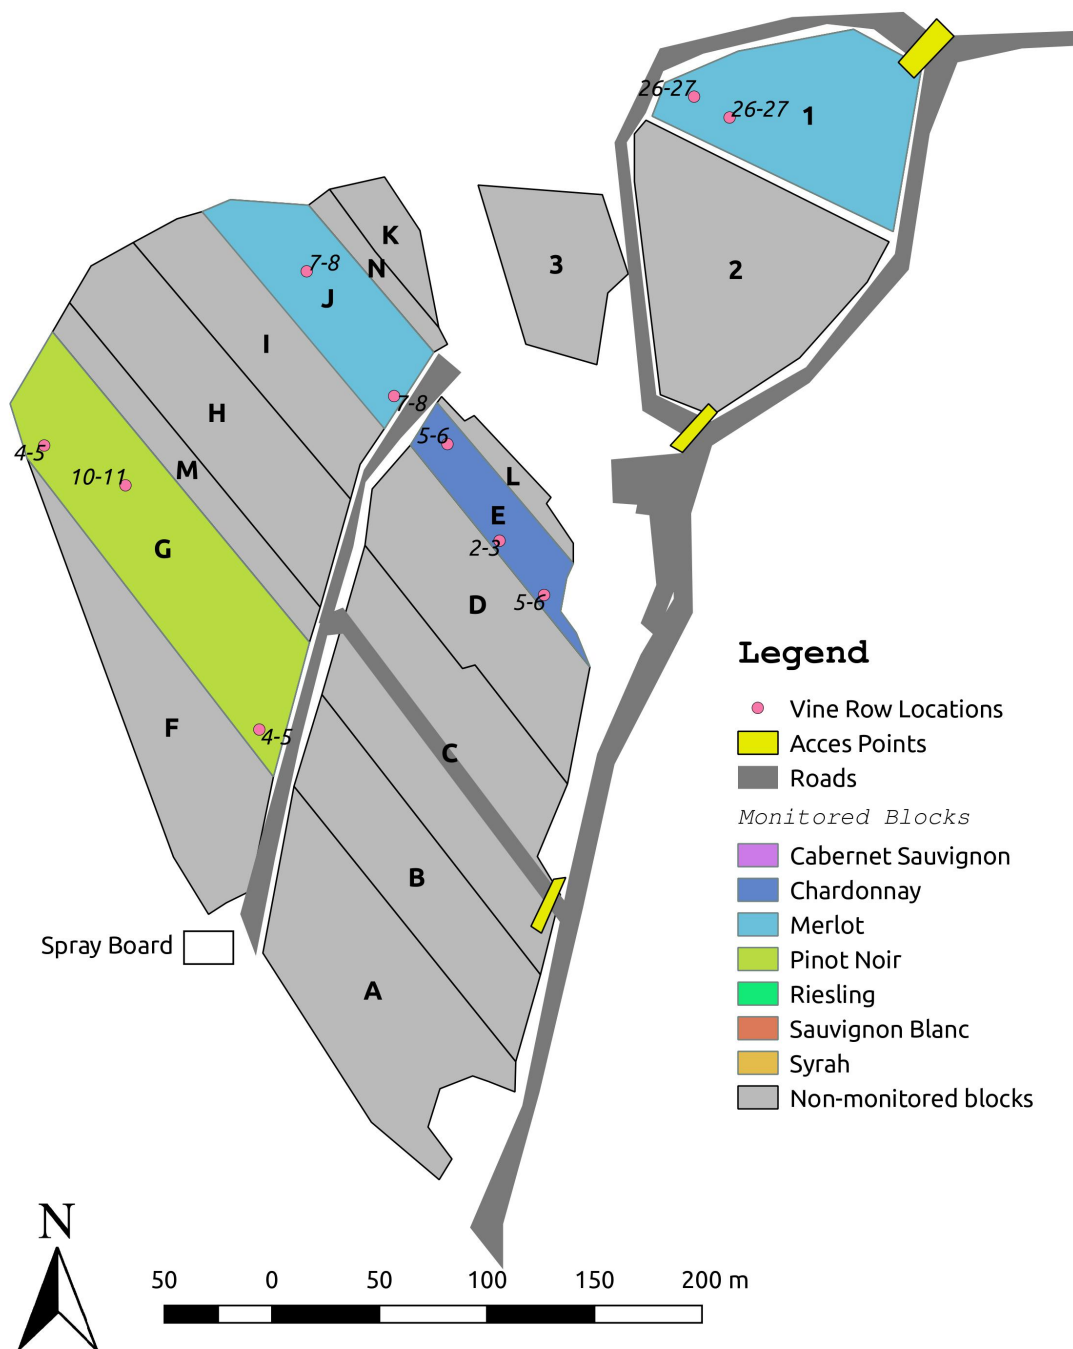 26-27
26-27
1
K
7-8
N
3
2
J
I
7-8
H
5-6
4-5
10-11
M
L
E
2-3
G
5-6
D
Legend
Vine Row Locations
F
4-5
C
Acces Points
Roads
Monitored Blocks
Cabernet Sauvignon
B
Chardonnay
Merlot
Spray Board
Pinot Noir
A
Riesling
Sauvignon Blanc
Syrah
Non-monitored blocks
N
50 0 50 100 150 200 m